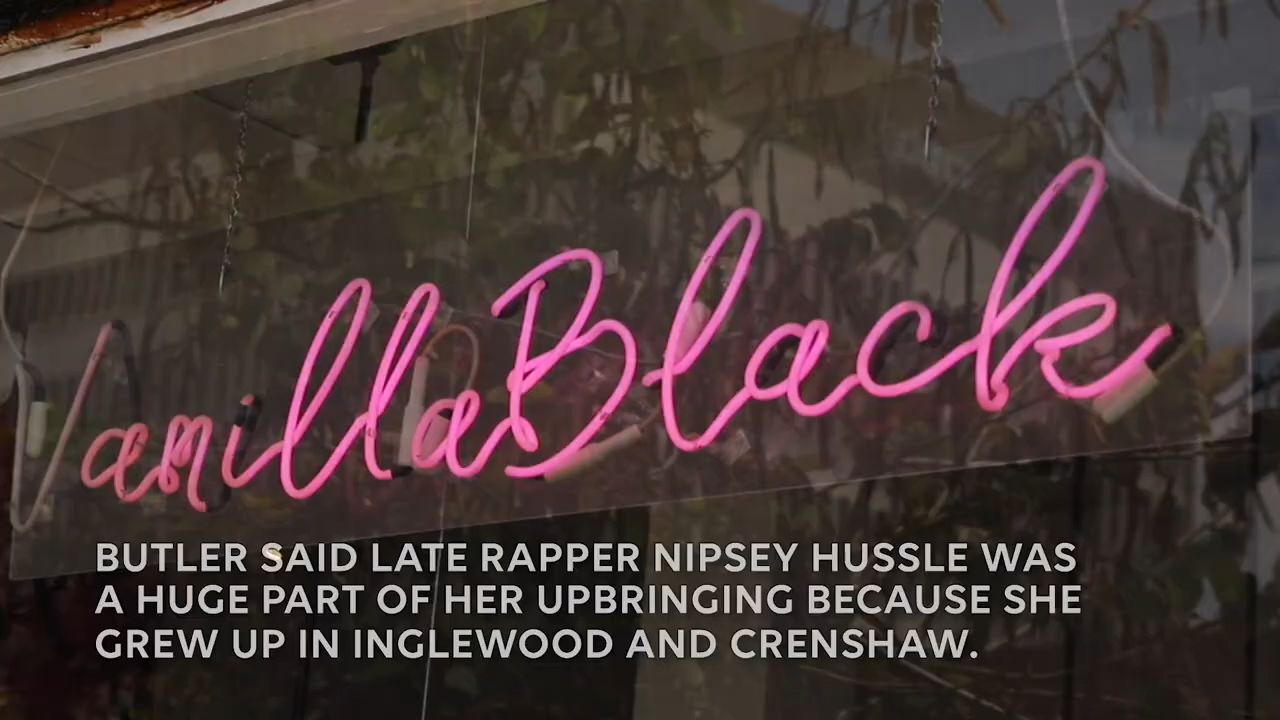 VanillaBlack
BUTLER SAID LATE RAPPER NIPSEY HUSSLE WAS
A HUGE PART OF HER UPBRINGING BECAUSE SHE
GREW UP IN INGLEWOOD AND CRENSHAW.